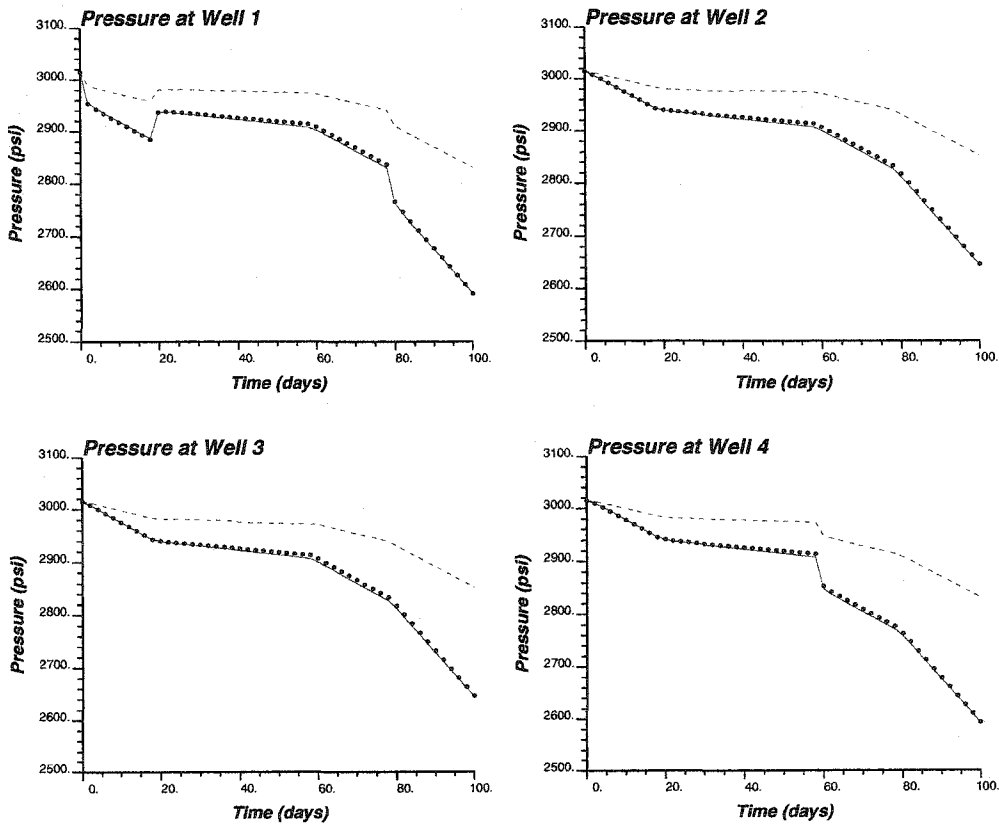 Pressure at Well 1
3100.
3000.
2900.
2800.
2700.
2600.
2500.
Pressure (psi)
0. 20. 40. 60. 80. 100.
Time (days)
Pressure at Well 2
3100.
3000.
2900.
2800.
2700.
2600.
2500.
Pressure (psi)
0. 20. 40. 60. 80. 100.
Time (days)
Pressure at Well 3
3100.
3000.
2900.
2800.
2700.
2600.
2500.
Pressure (psi)
0. 20. 40. 60. 80. 100.
Time (days)
Pressure at Well 4
3100.
3000.
2900.
2800.
2700.
2600.
2500.
Pressure (psi)
0. 20. 40. 60. 80. 100.
Time (days)